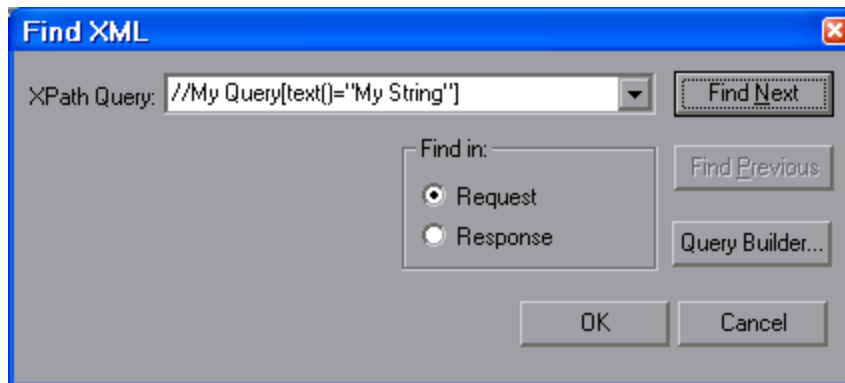 Find XML
XPath Query: //My Query[text()="My String"] Find Next
Find in: Find Previous
Request
Response Query Builder...
OK Cancel